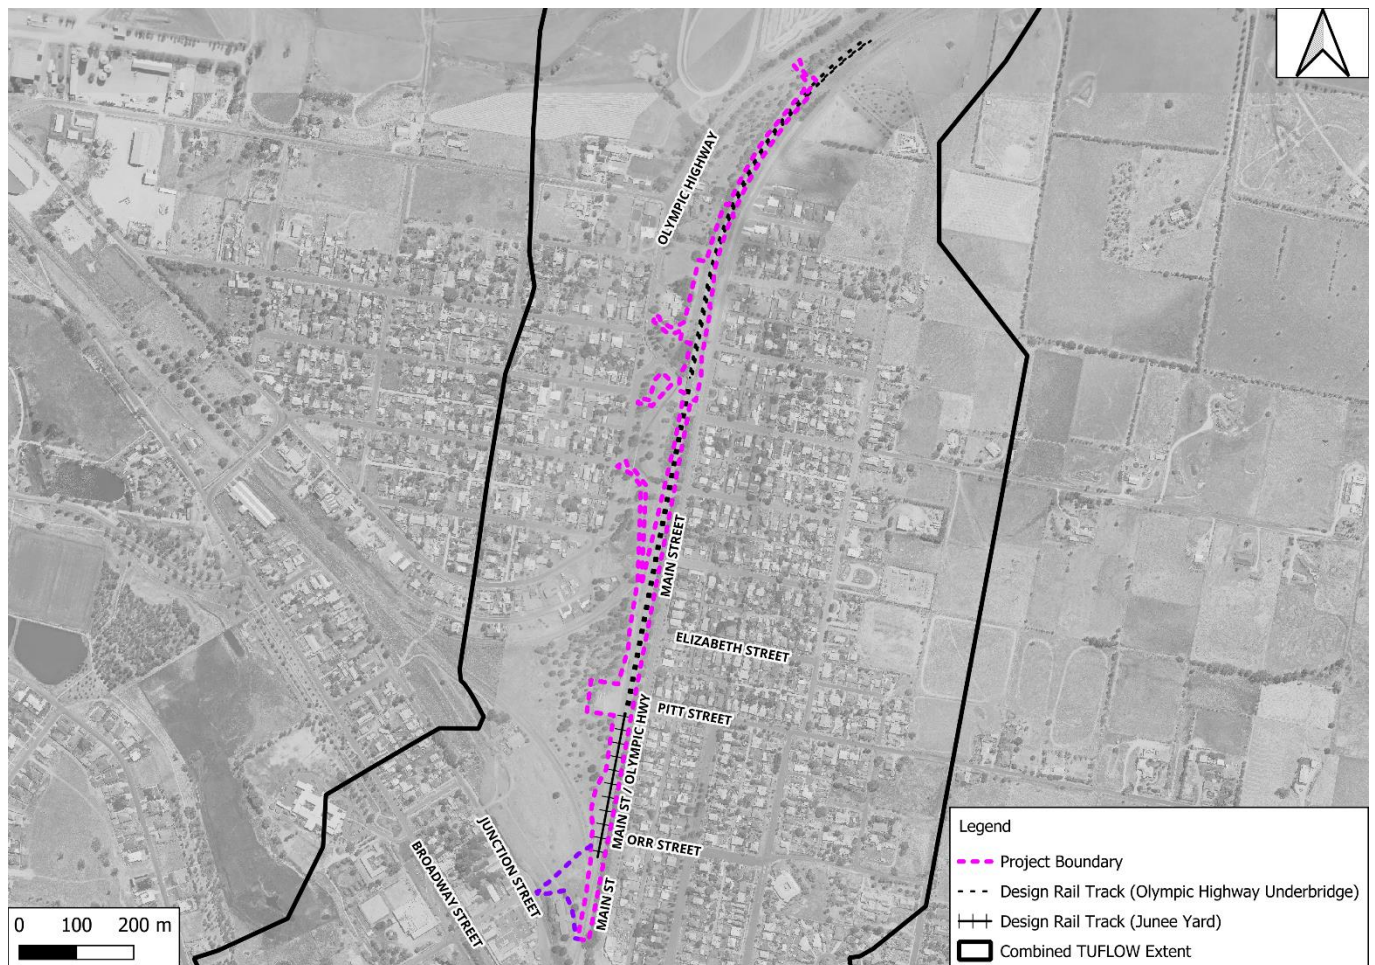 OLYMPIC HIGHWAY
MAIN STREET
ELIZABETH STREET
PITT STREET
MAIN ST / OLYMPIC HWY
ORR STREET
JUNCTION STREET
BROADWAY STREET
MAIN ST
0 100 200 m
Legend
Project Boundary
Design Rail Track (Olympic Highway Underbridge)
Design Rail Track (Junee Yard)
Combined TUFLOW Extent